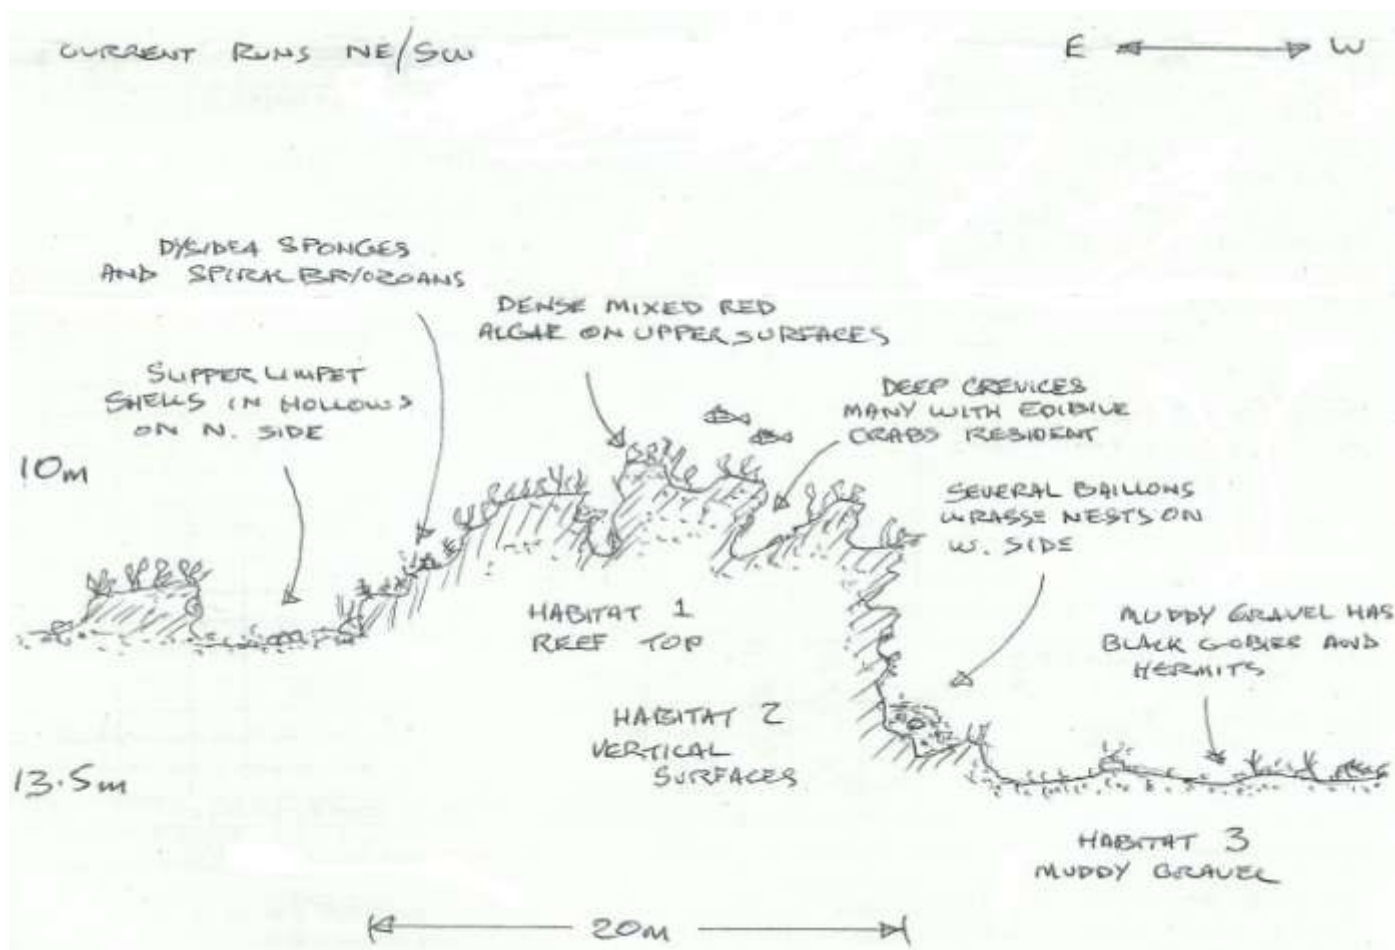 CURRENT RUNS NE/SW
E W
DYSIDEA SPONGES
AND SPIRAL BRYOZOANS
DENSE MIXED RED
ALGAE ON UPPER SURFACES
SLIPPER LIMPET
SHELLS IN HOLLOWS
ON N. SIDE
DEEP CREVICES
MANY WITH EDIBLE
CRABS RESIDENT
10m
SEVERAL BAILLONS
WRASSE NESTS ON
W. SIDE
HABITAT 1
REEF TOP
MUDDY GRAVEL HAS
BLACK GOBIES AND
HERMITS
HABITAT 2
VERTICAL
SURFACES
13.5m
HABITAT 3
MUDDY GRAVEL
20m